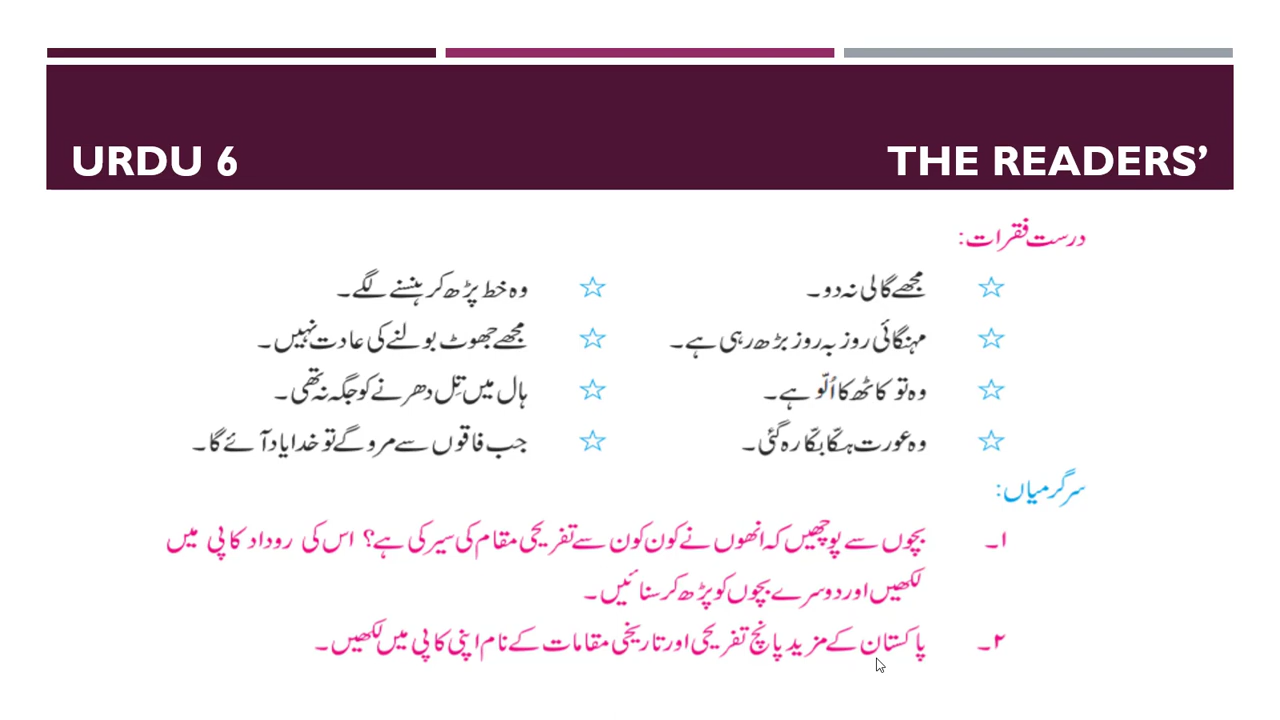 URDU 6 THE READERS’
درست فقرات:
☆ مجھے گالی نہ دو۔ ☆ وہ خط پڑھ کر ہنسنے لگے۔
☆ مہنگائی روز بہ روز بڑھ رہی ہے۔ ☆ مجھے جھوٹ بولنے کی عادت نہیں۔
☆ وہ تو کاٹھ کا اُلّو ہے۔ ☆ ہال میں تِل دھرنے کو جگہ نہ تھی۔
☆ وہ عورت ہکّا بکّا رہ گئی۔ ☆ جب فاقوں سے مرو گے تو خدا یاد آئے گا۔
سرگرمیاں:
۱۔ بچوں سے پوچھیں کہ انھوں نے کون کون سے تفریحی مقام کی سیر کی ہے؟ اس کی روداد کاپی میں
لکھیں اور دوسرے بچوں کو پڑھ کر سنائیں۔
۲۔ پاکستان کے مزید پانچ تفریحی اور تاریخی مقامات کے نام اپنی کاپی میں لکھیں۔